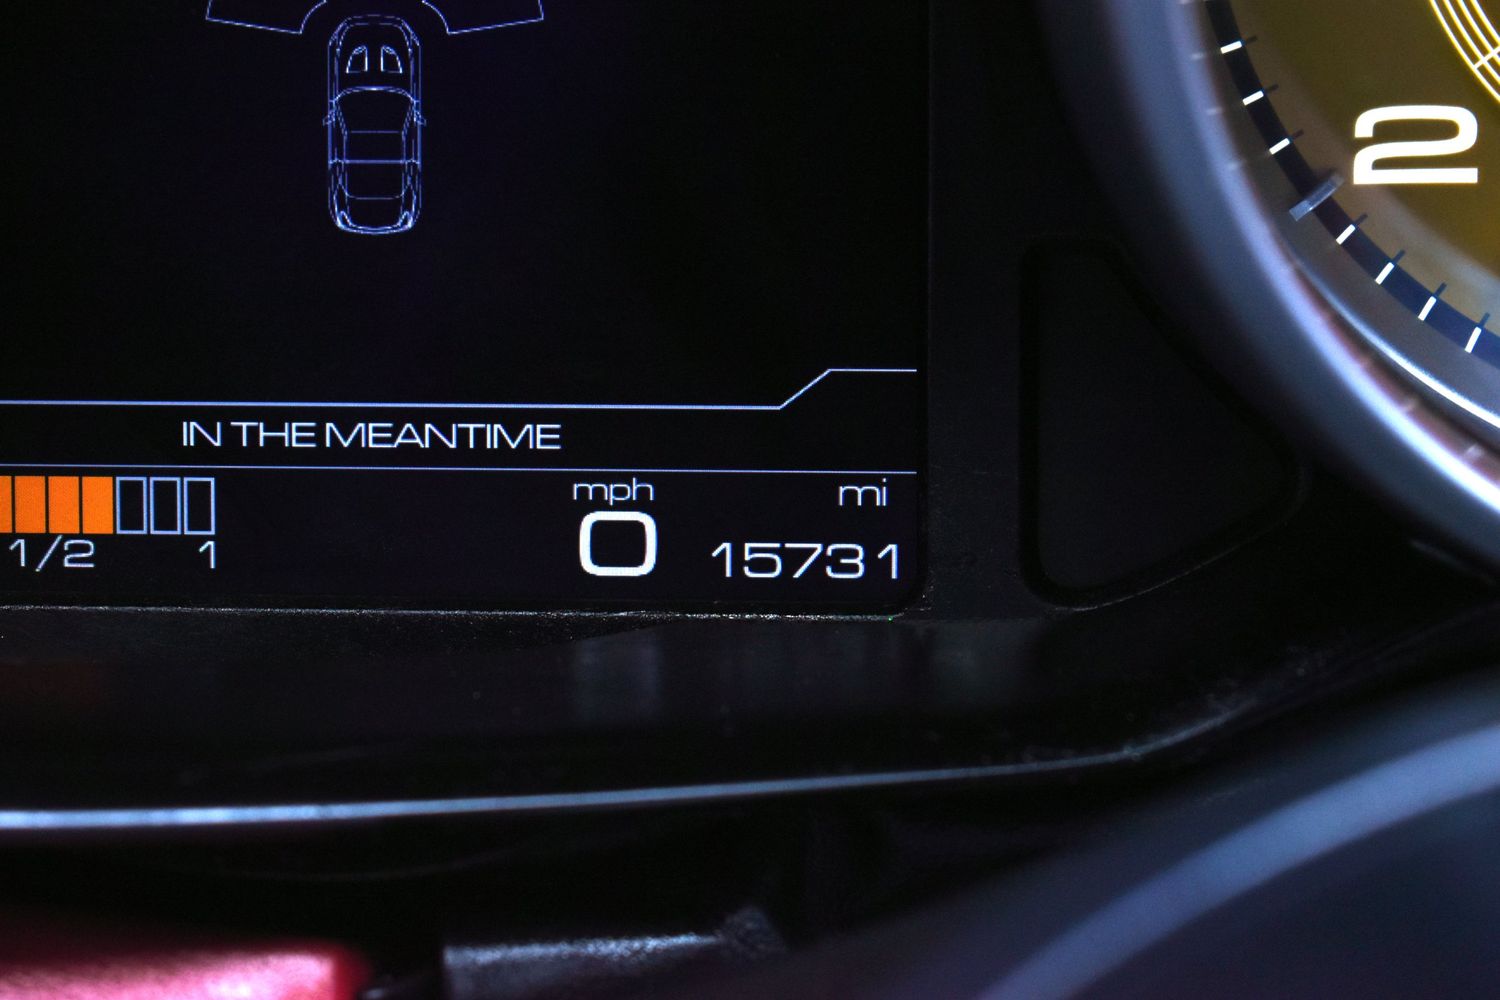 2
IN THE MEANTIME
mph
mi
1/2
1
0
15731